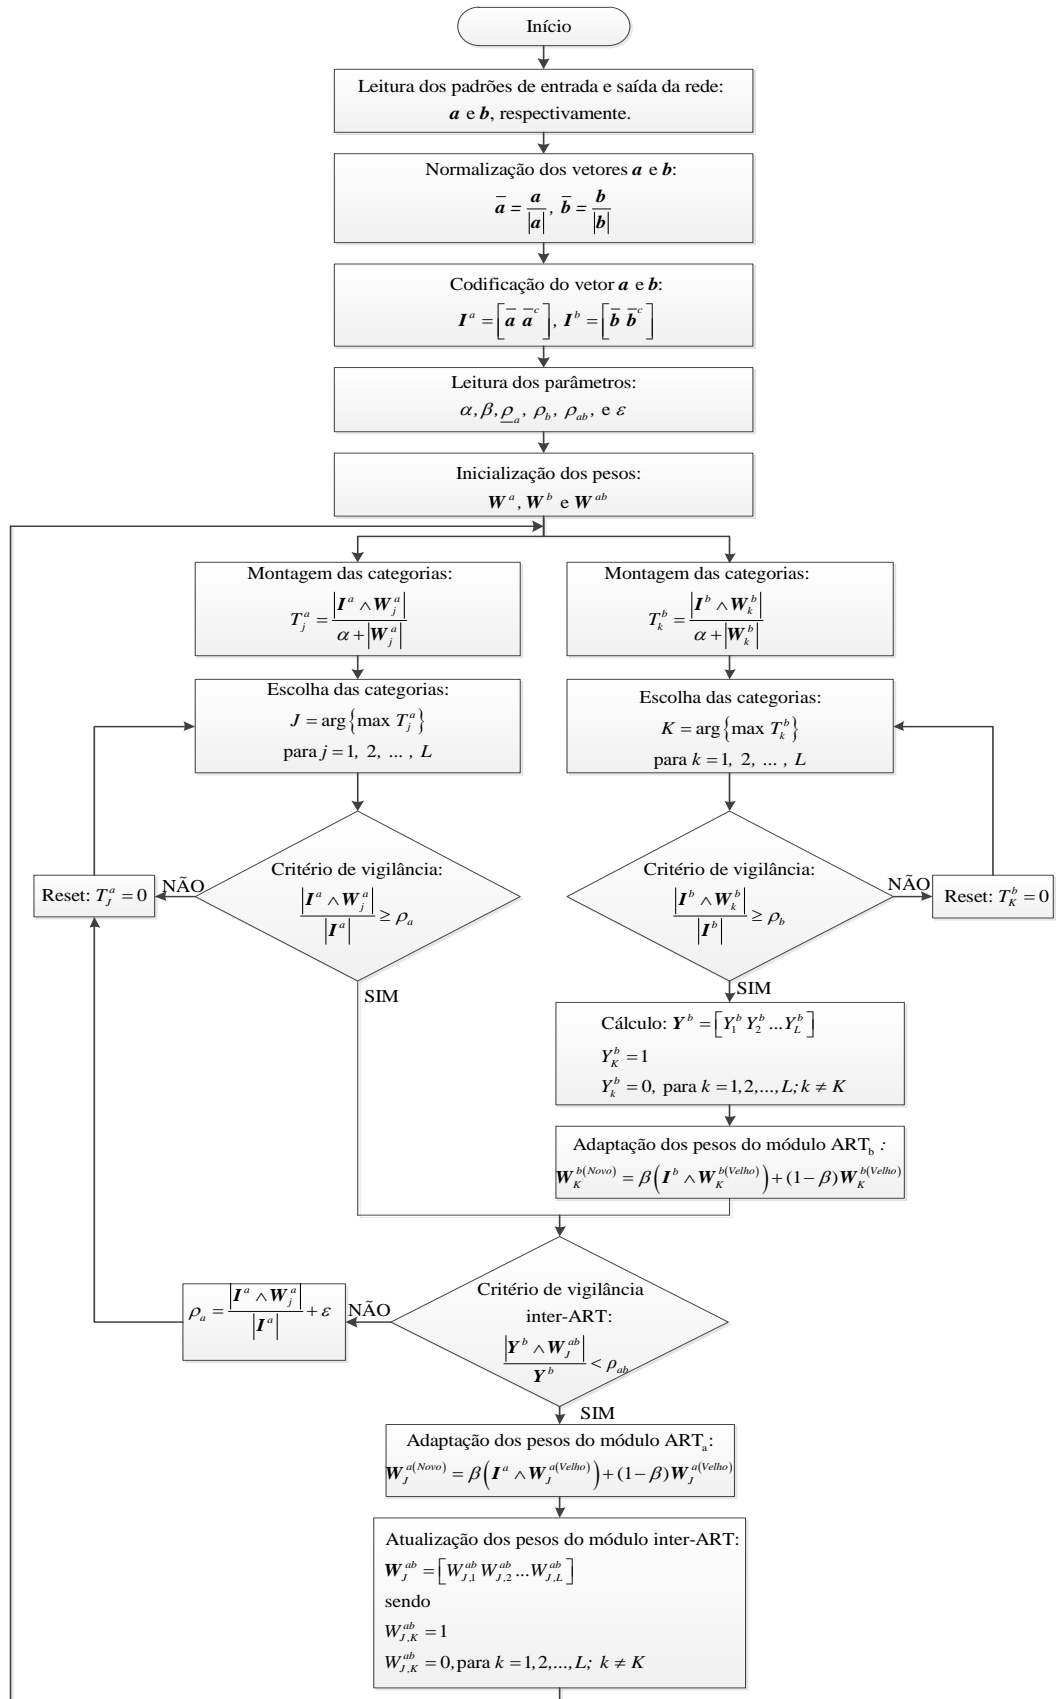 Início
Leitura dos padrões de entrada e saída da rede:
a e b, respectivamente.
Normalização dos vetores a e b:
a̅ = a/|a|, b̅ = b/|b|
Codificação do vetor a e b:
I^a = [a̅ a̅^c], I^b = [b̅ b̅^c]
Leitura dos parâmetros:
α, β, ρ̲_a, ρ_b, ρ_ab, e ε
Inicialização dos pesos:
W^a, W^b e W^ab
Montagem das categorias:
T_j^a = |I^a ∧ W_j^a| / (α + |W_j^a|)
Montagem das categorias:
T_k^b = |I^b ∧ W_k^b| / (α + |W_k^b|)
Escolha das categorias:
J = arg{max T_j^a}
para j = 1, 2, ... , L
Escolha das categorias:
K = arg{max T_k^b}
para k = 1, 2, ... , L
Critério de vigilância:
|I^a ∧ W_j^a| / |I^a| ≥ ρ_a
NÃO
Reset: T_J^a = 0
SIM
Critério de vigilância:
|I^b ∧ W_k^b| / |I^b| ≥ ρ_b
NÃO
Reset: T_K^b = 0
SIM
Cálculo: Y^b = [Y_1^b Y_2^b ... Y_L^b]
Y_K^b = 1
Y_k^b = 0, para k = 1,2,..., L; k ≠ K
Adaptação dos pesos do módulo ART_b :
W_K^b(Novo) = β(I^b ∧ W_K^b(Velho)) + (1−β)W_K^b(Velho)
Critério de vigilância
inter-ART:
|Y^b ∧ W_J^ab| / Y^b < ρ_ab
NÃO
ρ_a = |I^a ∧ W_j^a| / |I^a| + ε
SIM
Adaptação dos pesos do módulo ART_a:
W_J^a(Novo) = β(I^a ∧ W_J^a(Velho)) + (1−β)W_J^a(Velho)
Atualização dos pesos do módulo inter-ART:
W_J^ab = [W_J,1^ab W_J,2^ab ... W_J,L^ab]
sendo
W_J,K^ab = 1
W_J,K^ab = 0, para k = 1,2,..., L; k ≠ K